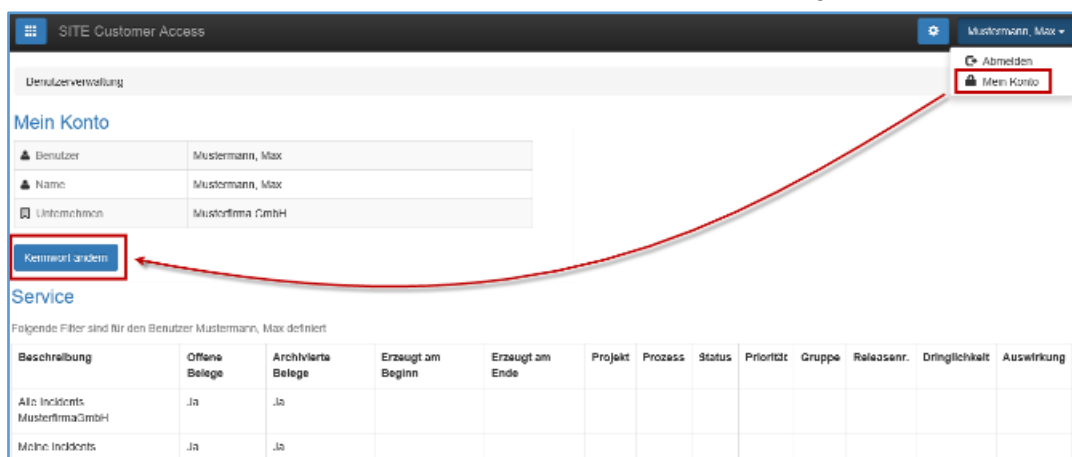 SITE Customer Access
Mustermann, Max
Abmelden
Mein Konto
Benutzerverwaltung
Mein Konto
Benutzer Mustermann, Max
Name Mustermann, Max
Unternehmen Musterfirma GmbH
Kennwort ändern
Service
Folgende Filter sind für den Benutzer Mustermann, Max definiert
Beschreibung Offene Belege Archivierte Belege Erzeugt am Beginn Erzeugt am Ende Projekt Prozess Status Priorität Gruppe Releasenr. Dringlichkeit Auswirkung
Alle Incidents MusterfirmaGmbH Ja Ja
Meine Incidents Ja Ja